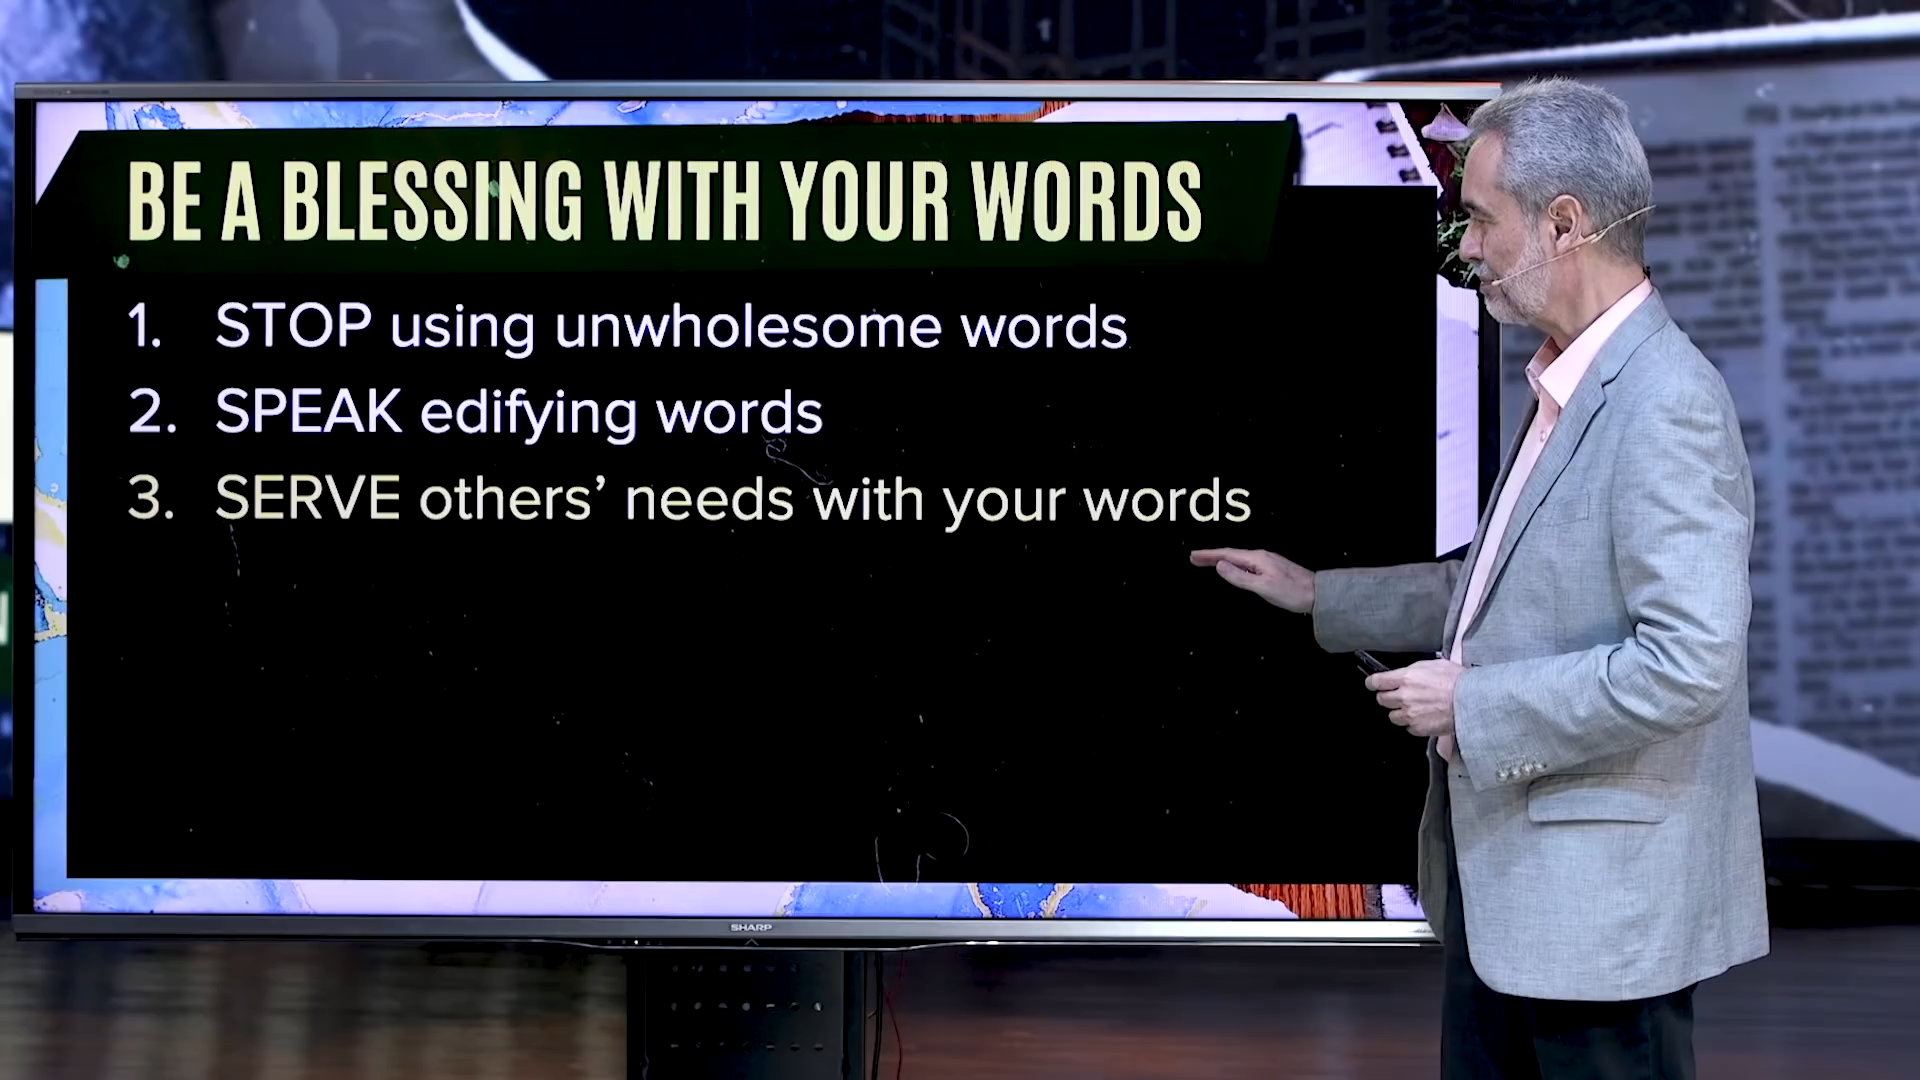 BE A BLESSING WITH YOUR WORDS
1. STOP using unwholesome words
2. SPEAK edifying words
3. SERVE others’ needs with your words
SHARP